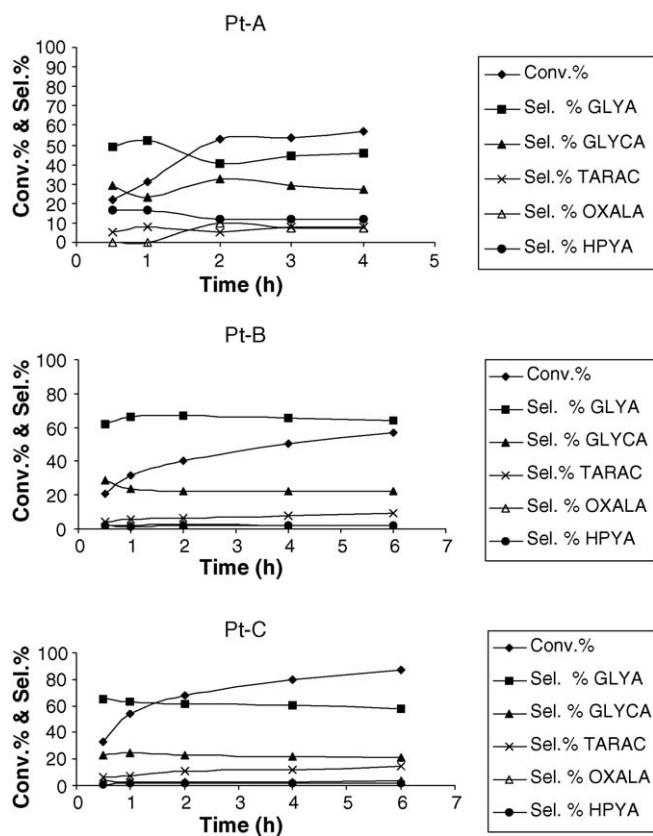 Pt-A
100
90
80
70
60
50
40
30
20
10
0
Conv.% & Sel.%
0 1 2 3 4 5
Time (h)
Conv.%
Sel. % GLYA
Sel. % GLYCA
Sel.% TARAC
Sel. % OXALA
Sel. % HPYA
Pt-B
100
80
60
40
20
0
Conv.% & Sel.%
0 1 2 3 4 5 6 7
Time (h)
Conv.%
Sel. % GLYA
Sel. % GLYCA
Sel.% TARAC
Sel. % OXALA
Sel. % HPYA
Pt-C
100
80
60
40
20
0
Conv.% & Sel.%
0 1 2 3 4 5 6 7
Time (h)
Conv.%
Sel. % GLYA
Sel. % GLYCA
Sel.% TARAC
Sel. % OXALA
Sel. % HPYA